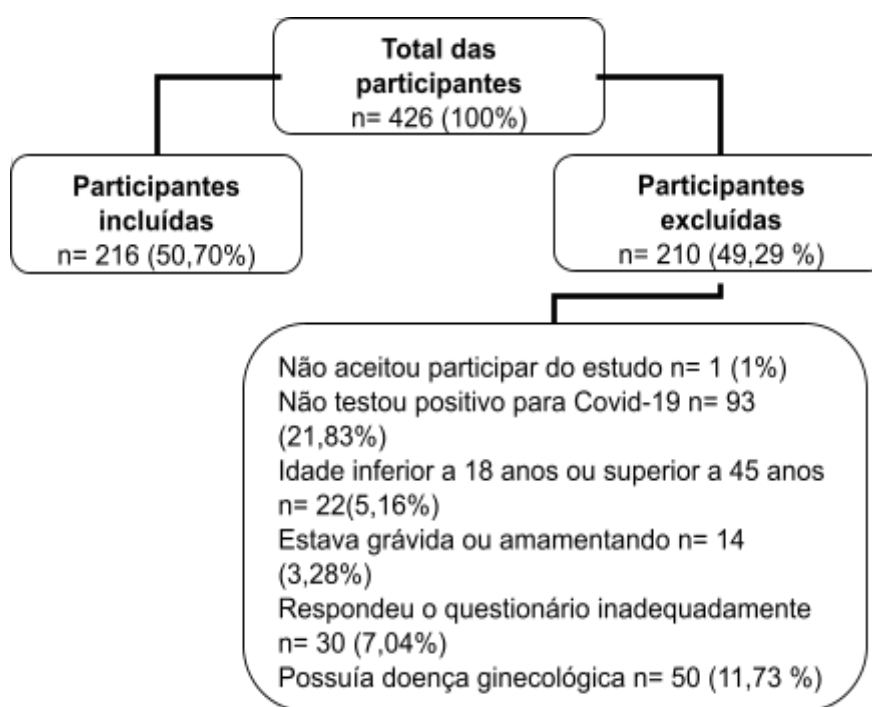 Total das
participantes
n= 426 (100%)
Participantes
incluídas
n= 216 (50,70%)
Participantes
excluídas
n= 210 (49,29 %)
Não aceitou participar do estudo n= 1 (1%)
Não testou positivo para Covid-19 n= 93
(21,83%)
Idade inferior a 18 anos ou superior a 45 anos
n= 22(5,16%)
Estava grávida ou amamentando n= 14
(3,28%)
Respondeu o questionário inadequadamente
n= 30 (7,04%)
Possuía doença ginecológica n= 50 (11,73 %)